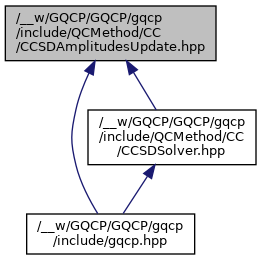 /__w/GQCP/GQCP/gqcp
/include/QCMethod/CC
/CCSDAmplitudesUpdate.hpp
/__w/GQCP/GQCP/gqcp
/include/QCMethod/CC
/CCSDSolver.hpp
/__w/GQCP/GQCP/gqcp
/include/gqcp.hpp